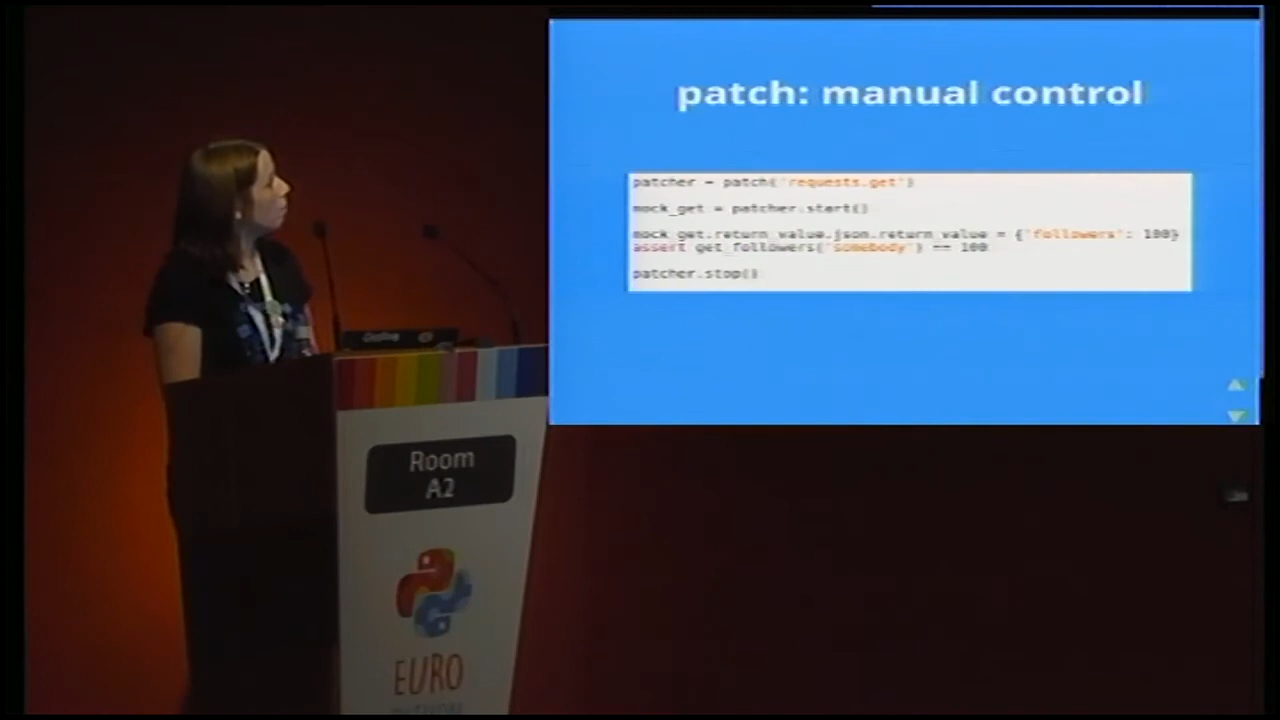 patch: manual control
patcher = patch('requests.get')
mock_get = patcher.start()
mock_get.return_value.json.return_value = {'followers': 100}
assert get_followers('somebody') == 100
patcher.stop()
Room
A2
EURO